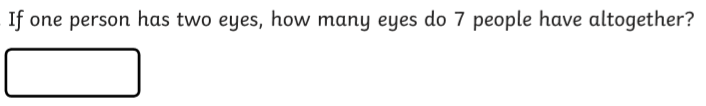 If one person has two eyes, how many eyes do 7 people have altogether?